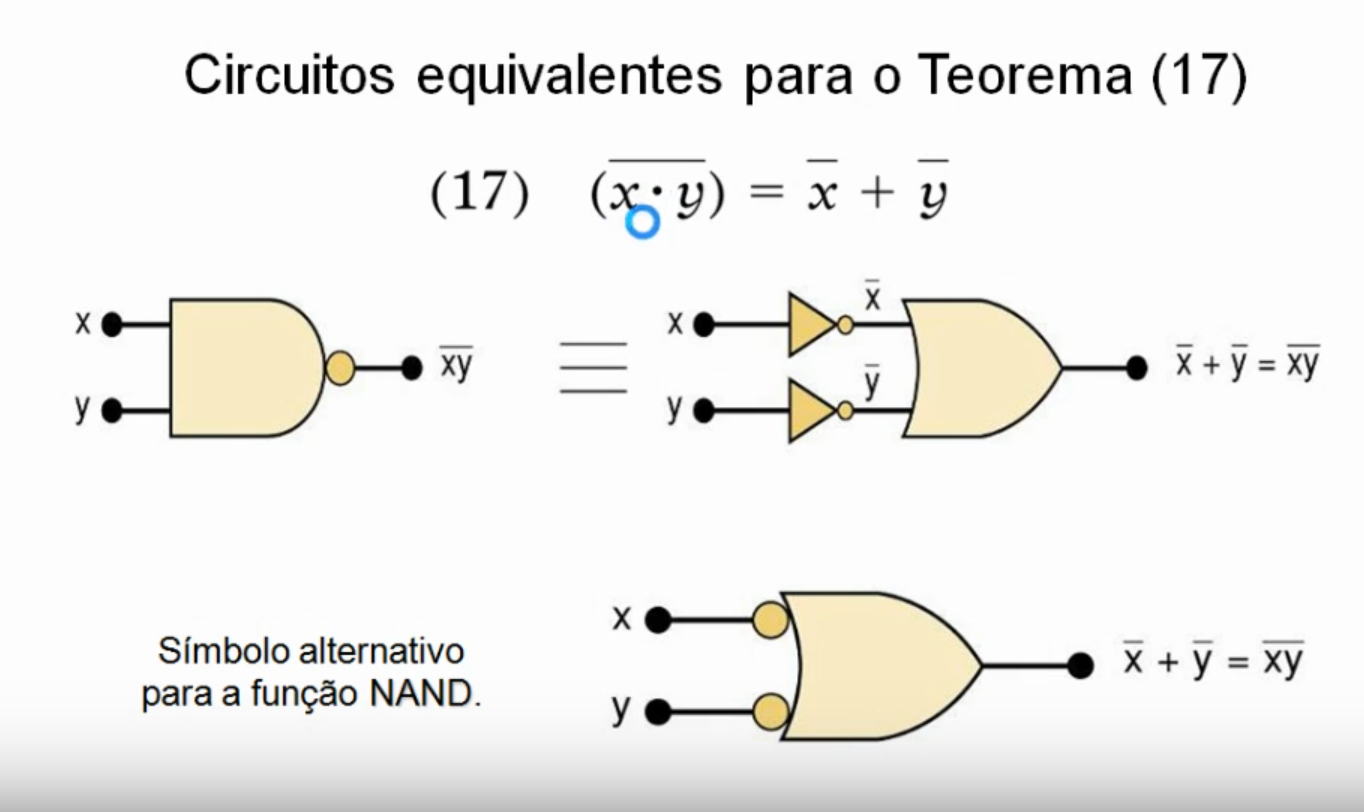 Circuitos equivalentes para o Teorema (17)
(17) (x̅ ̅·̅ ̅y̅) = x̅ + y̅
x
y
x̅y̅
x
y
x̅
y̅
x̅ + y̅ = x̅y̅
Símbolo alternativo
para a função NAND.
x
y
x̅ + y̅ = x̅y̅